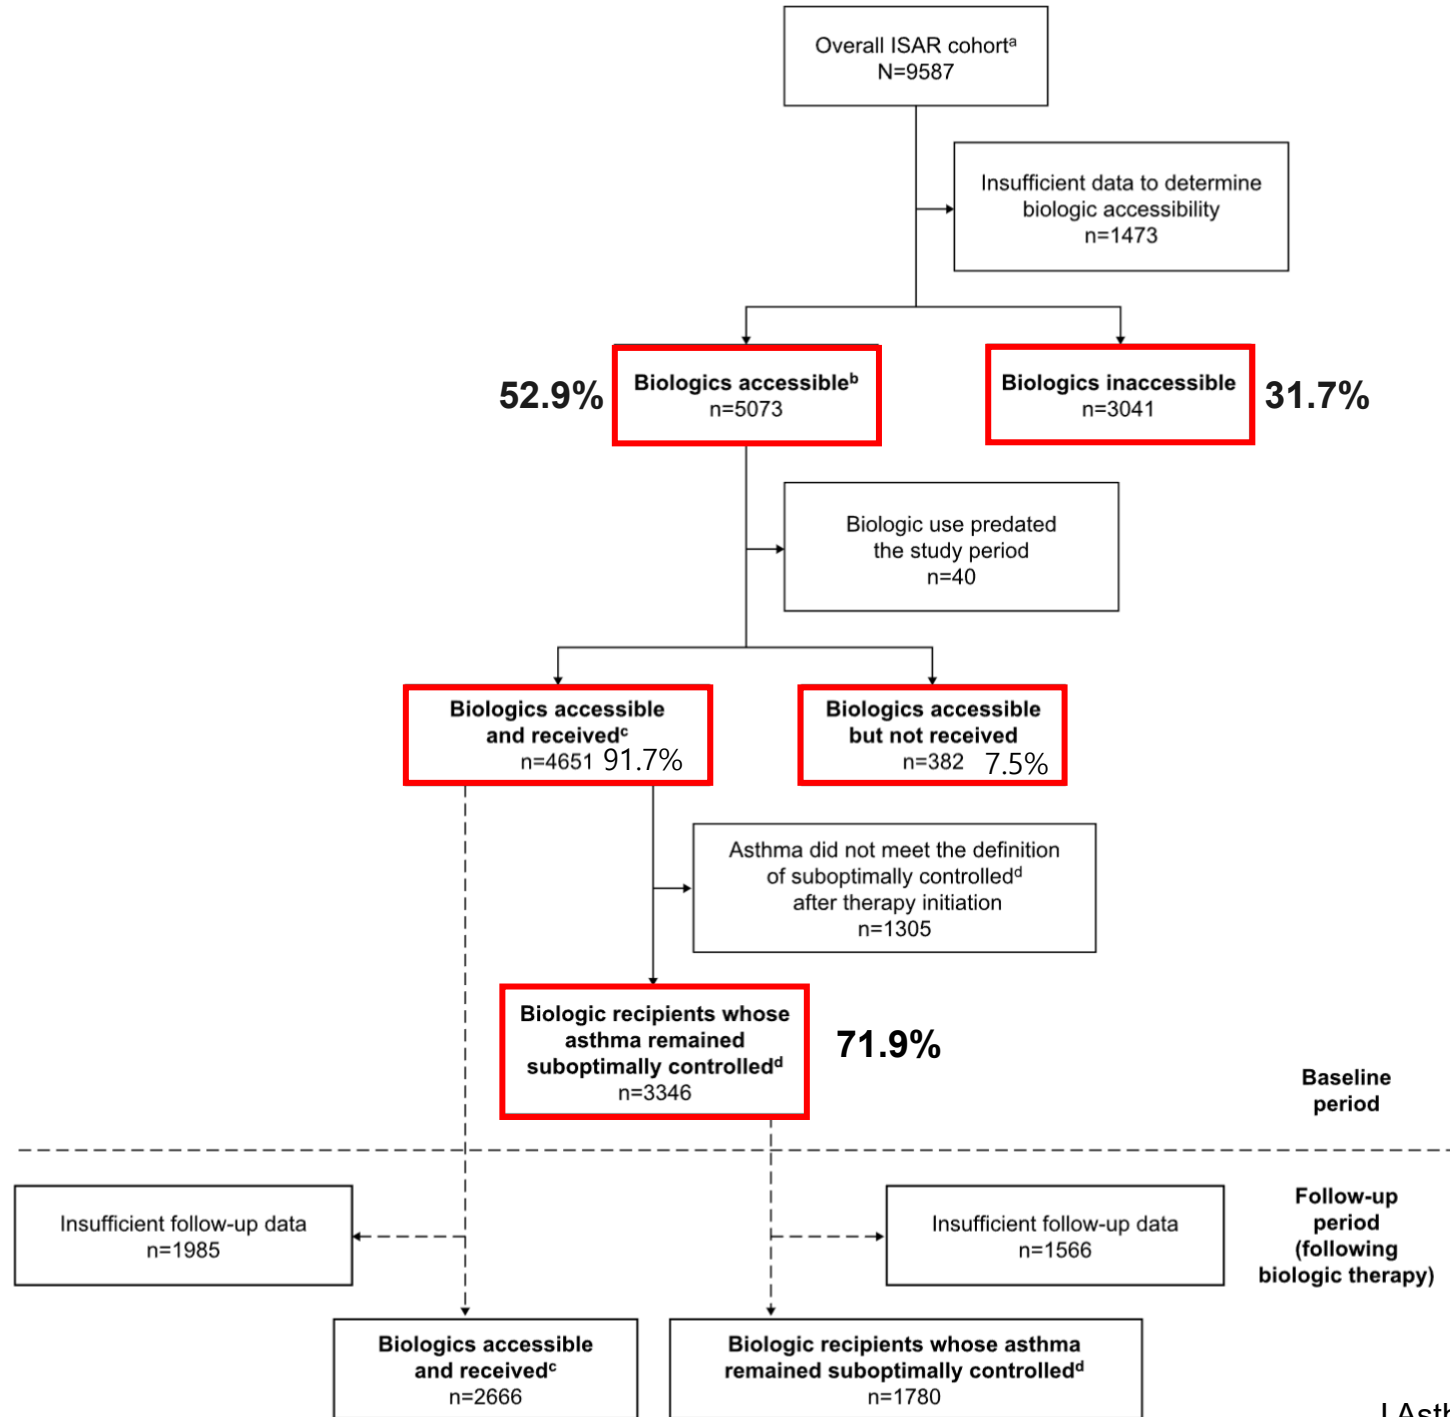 Overall ISAR cohortᵃ
N=9587
Insufficient data to determine
biologic accessibility
n=1473
52.9%
Biologics accessibleᵇ
n=5073
Biologics inaccessible
n=3041
31.7%
Biologic use predated
the study period
n=40
Biologics accessible
and receivedᶜ
n=4651 91.7%
Biologics accessible
but not received
n=382 7.5%
Asthma did not meet the definition
of suboptimally controlledᵈ
after therapy initiation
n=1305
Biologic recipients whose
asthma remained
suboptimally controlledᵈ
n=3346
71.9%
Baseline
period
Insufficient follow-up data
n=1985
Insufficient follow-up data
n=1566
Follow-up
period
(following
biologic therapy)
Biologics accessible
and receivedᶜ
n=2666
Biologic recipients whose asthma
remained suboptimally controlledᵈ
n=1780